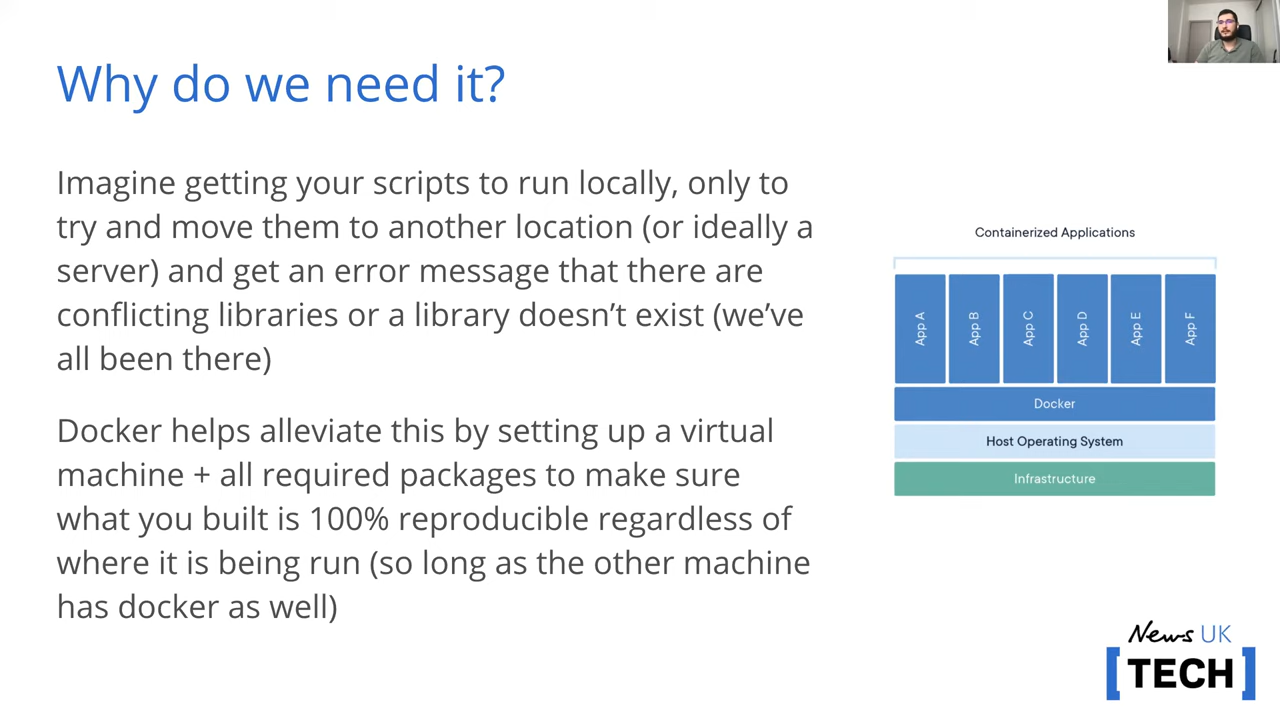 Why do we need it?
Imagine getting your scripts to run locally, only to
try and move them to another location (or ideally a
server) and get an error message that there are
conflicting libraries or a library doesn’t exist (we’ve
all been there)
Docker helps alleviate this by setting up a virtual
machine + all required packages to make sure
what you built is 100% reproducible regardless of
where it is being run (so long as the other machine
has docker as well)
Containerized Applications
App A
App B
App C
App D
App E
App F
Docker
Host Operating System
Infrastructure
News UK
[TECH]